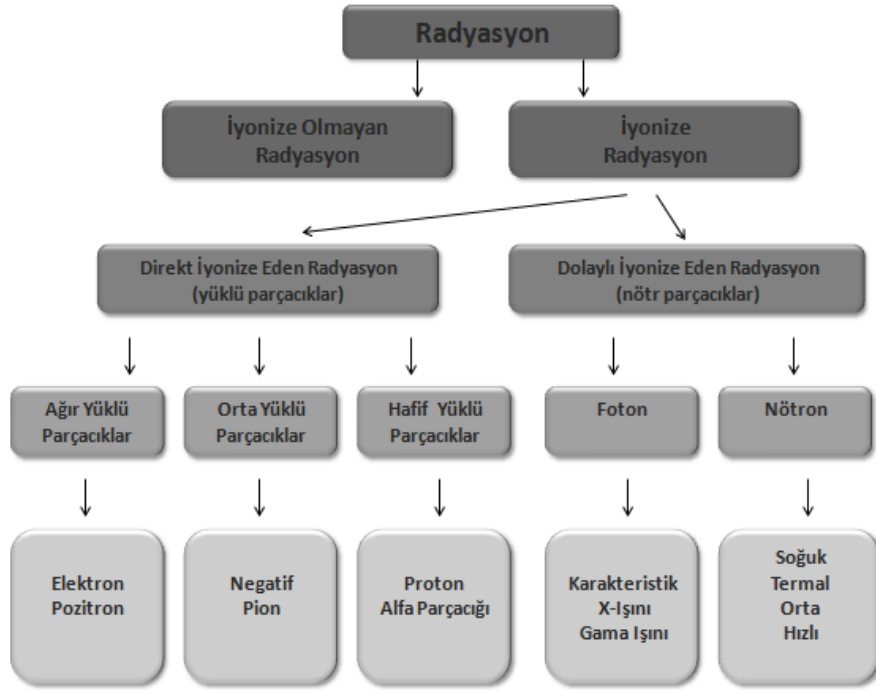 Radyasyon
İyonize Olmayan
Radyasyon
İyonize
Radyasyon
Direkt İyonize Eden Radyasyon
(yüklü parçacıklar)
Dolaylı İyonize Eden Radyasyon
(nötr parçacıklar)
Ağır Yüklü
Parçacıklar
Orta Yüklü
Parçacıklar
Hafif Yüklü
Parçacıklar
Foton
Nötron
Elektron
Pozitron
Negatif
Pion
Proton
Alfa Parçacığı
Karakteristik
X-Işını
Gama Işını
Soğuk
Termal
Orta
Hızlı